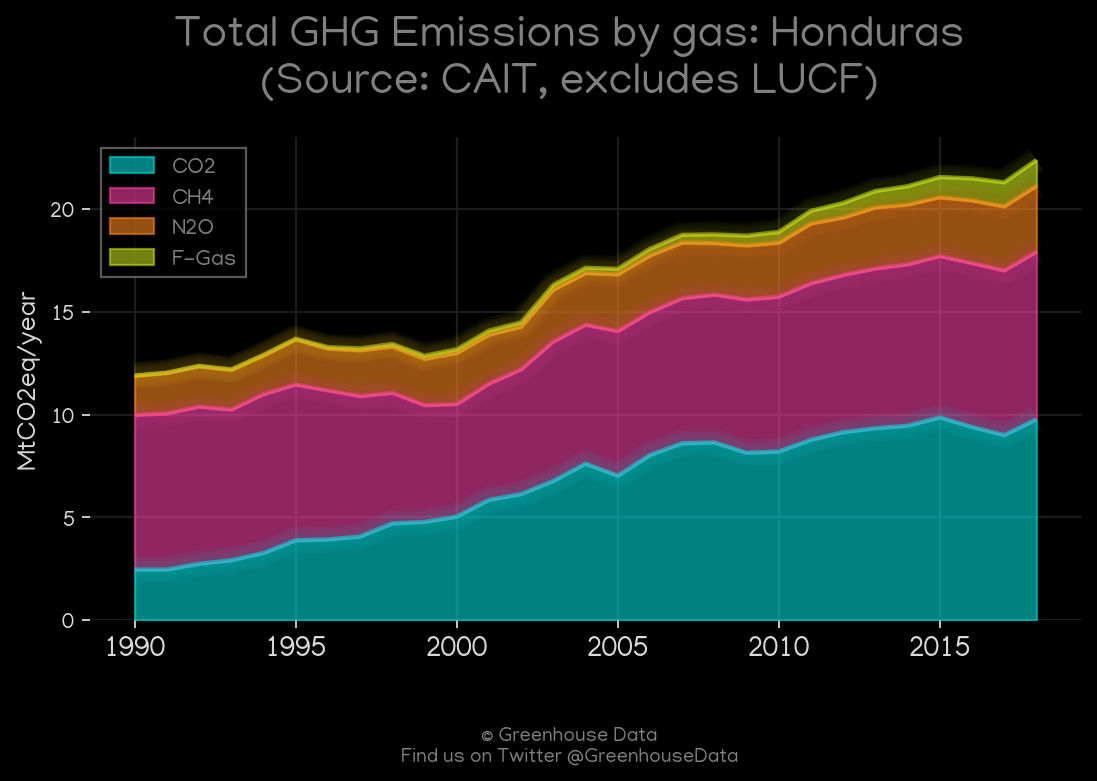 Total GHG Emissions by gas: Honduras
(Source: CAIT, excludes LUCF)
CO2
CH4
N2O
F-Gas
MtCO2eq/year
20
15
10
5
0
1990 1995 2000 2005 2010 2015
© Greenhouse Data
Find us on Twitter @GreenhouseData